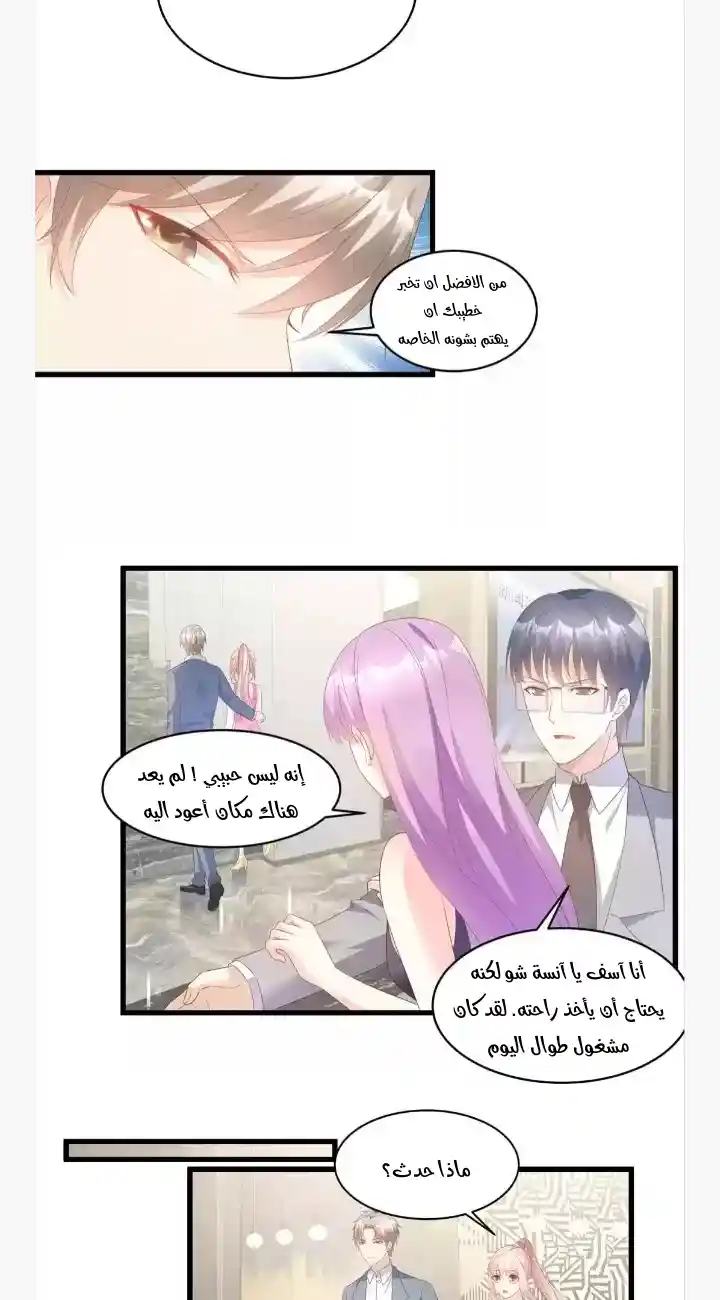 من الافضل ان تخبر
خطيبك ان
يهتم بشونه الخاصه
إنه ليس حبيبي ! لم يعد
هناك مكان أعود اليه
أنا آسف يا آنسة شو لكنه
يحتاج أن يأخذ راحته. لقد كان
مشغول طوال اليوم
ماذا حدث؟